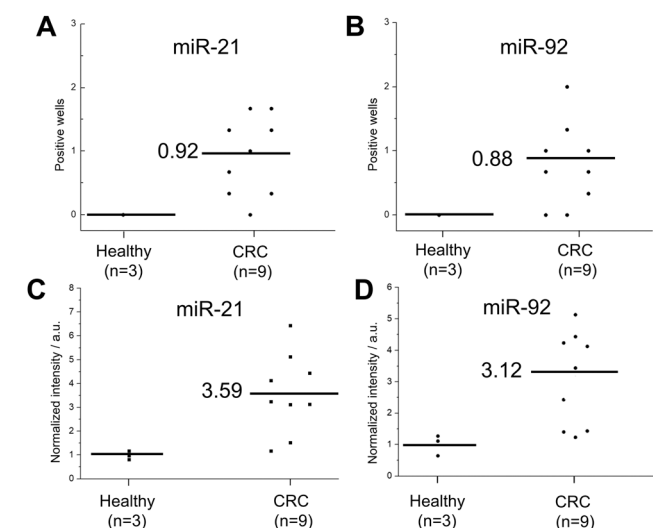 A
miR-21
Positive wells
3
2
1
0
0.92
Healthy
(n=3)
CRC
(n=9)
B
miR-92
Positive wells
3
2
1
0
0.88
Healthy
(n=3)
CRC
(n=9)
C
miR-21
Normalized intensity / a.u.
8
7
6
5
4
3
2
1
0
3.59
Healthy
(n=3)
CRC
(n=9)
D
miR-92
Normalized intensity / a.u.
6
5
4
3
2
1
0
3.12
Healthy
(n=3)
CRC
(n=9)